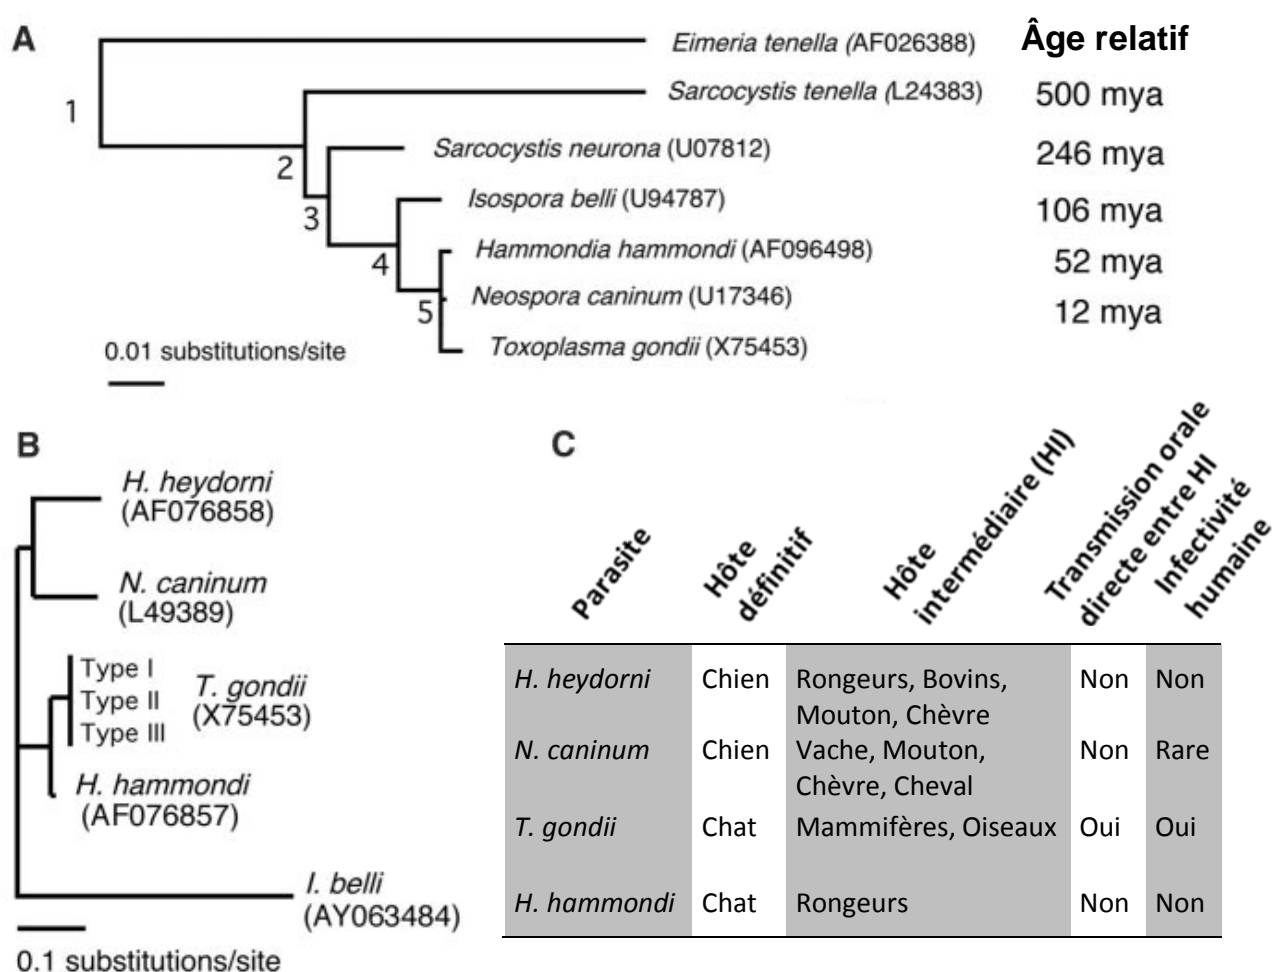 A
Eimeria tenella (AF026388)
Âge relatif
Sarcocystis tenella (L24383)
500 mya
1
Sarcocystis neurona (U07812)
246 mya
2
Isospora belli (U94787)
106 mya
3
Hammondia hammondi (AF096498)
52 mya
4
Neospora caninum (U17346)
12 mya
5
Toxoplasma gondii (X75453)
0.01 substitutions/site
B
H. heydorni
(AF076858)
N. caninum
(L49389)
Type I
Type II
Type III
T. gondii
(X75453)
H. hammondi
(AF076857)
I. belli
(AY063484)
0.1 substitutions/site
C
Parasite
Hôte
définitif
Hôte
intermédiaire (HI)
Transmission orale
directe entre HI
Infectivité
humaine
H. heydorni Chien Rongeurs, Bovins, Non Non
Mouton, Chèvre
N. caninum Chien Vache, Mouton, Non Rare
Chèvre, Cheval
T. gondii Chat Mammifères, Oiseaux Oui Oui
H. hammondi Chat Rongeurs Non Non